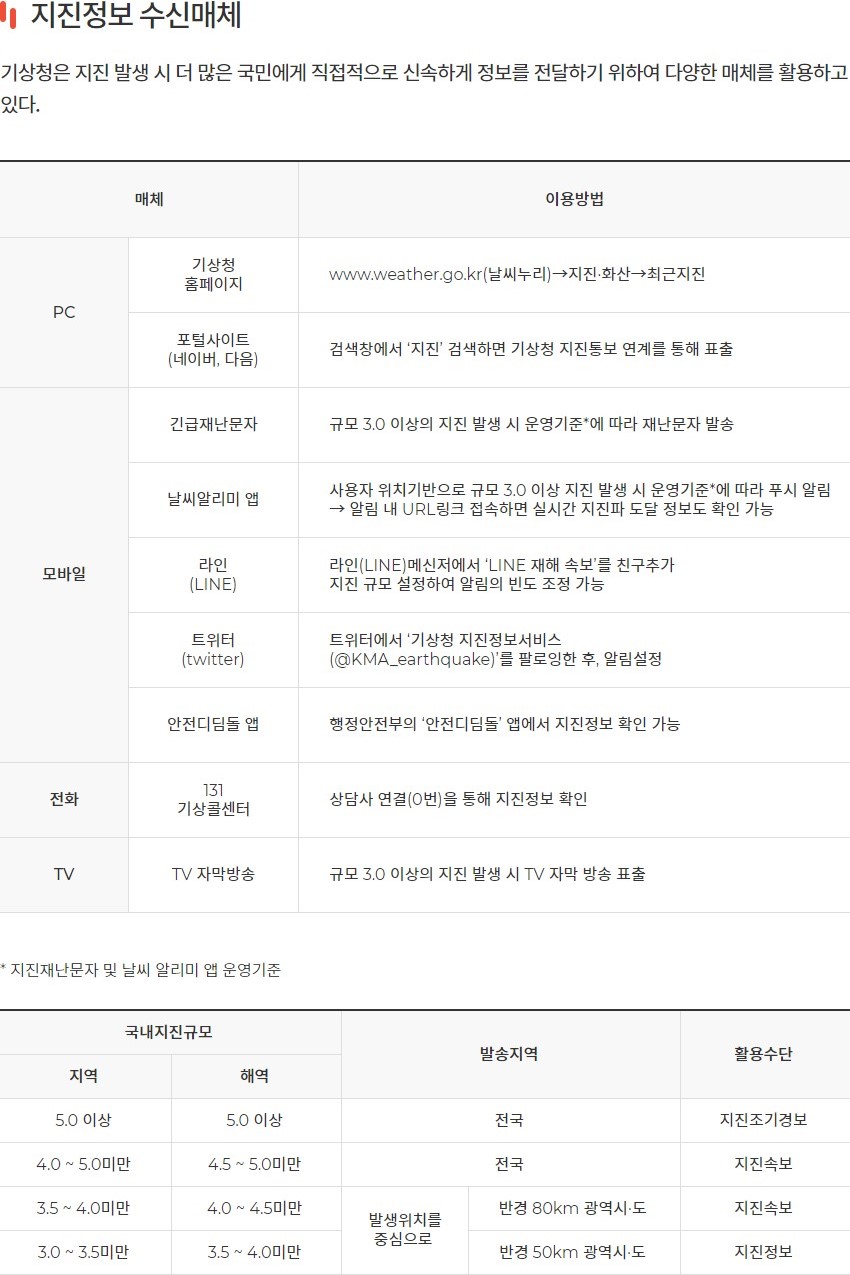 지진정보 수신매체
기상청은 지진 발생 시 더 많은 국민에게 직접적으로 신속하게 정보를 전달하기 위하여 다양한 매체를 활용하고
있다.
매체
이용방법
PC
기상청
홈페이지
www.weather.go.kr(날씨누리)→지진·화산→최근지진
포털사이트
(네이버, 다음)
검색창에서 ‘지진’ 검색하면 기상청 지진통보 연계를 통해 표출
모바일
긴급재난문자
규모 3.0 이상의 지진 발생 시 운영기준*에 따라 재난문자 발송
날씨알리미 앱
사용자 위치기반으로 규모 3.0 이상 지진 발생 시 운영기준*에 따라 푸시 알림
→ 알림 내 URL링크 접속하면 실시간 지진파 도달 정보도 확인 가능
라인
(LINE)
라인(LINE)메신저에서 ‘LINE 재해 속보’를 친구추가
지진 규모 설정하여 알림의 빈도 조정 가능
트위터
(twitter)
트위터에서 ‘기상청 지진정보서비스
(@KMA_earthquake)’를 팔로잉한 후, 알림설정
안전디딤돌 앱
행정안전부의 ‘안전디딤돌’ 앱에서 지진정보 확인 가능
전화
131
기상콜센터
상담사 연결(0번)을 통해 지진정보 확인
TV
TV 자막방송
규모 3.0 이상의 지진 발생 시 TV 자막 방송 표출
* 지진재난문자 및 날씨 알리미 앱 운영기준
국내지진규모
발송지역
활용수단
지역
해역
5.0 이상
5.0 이상
전국
지진조기경보
4.0 ~ 5.0미만
4.5 ~ 5.0미만
전국
지진속보
3.5 ~ 4.0미만
4.0 ~ 4.5미만
발생위치를
중심으로
반경 80km 광역시·도
지진속보
3.0 ~ 3.5미만
3.5 ~ 4.0미만
반경 50km 광역시·도
지진정보